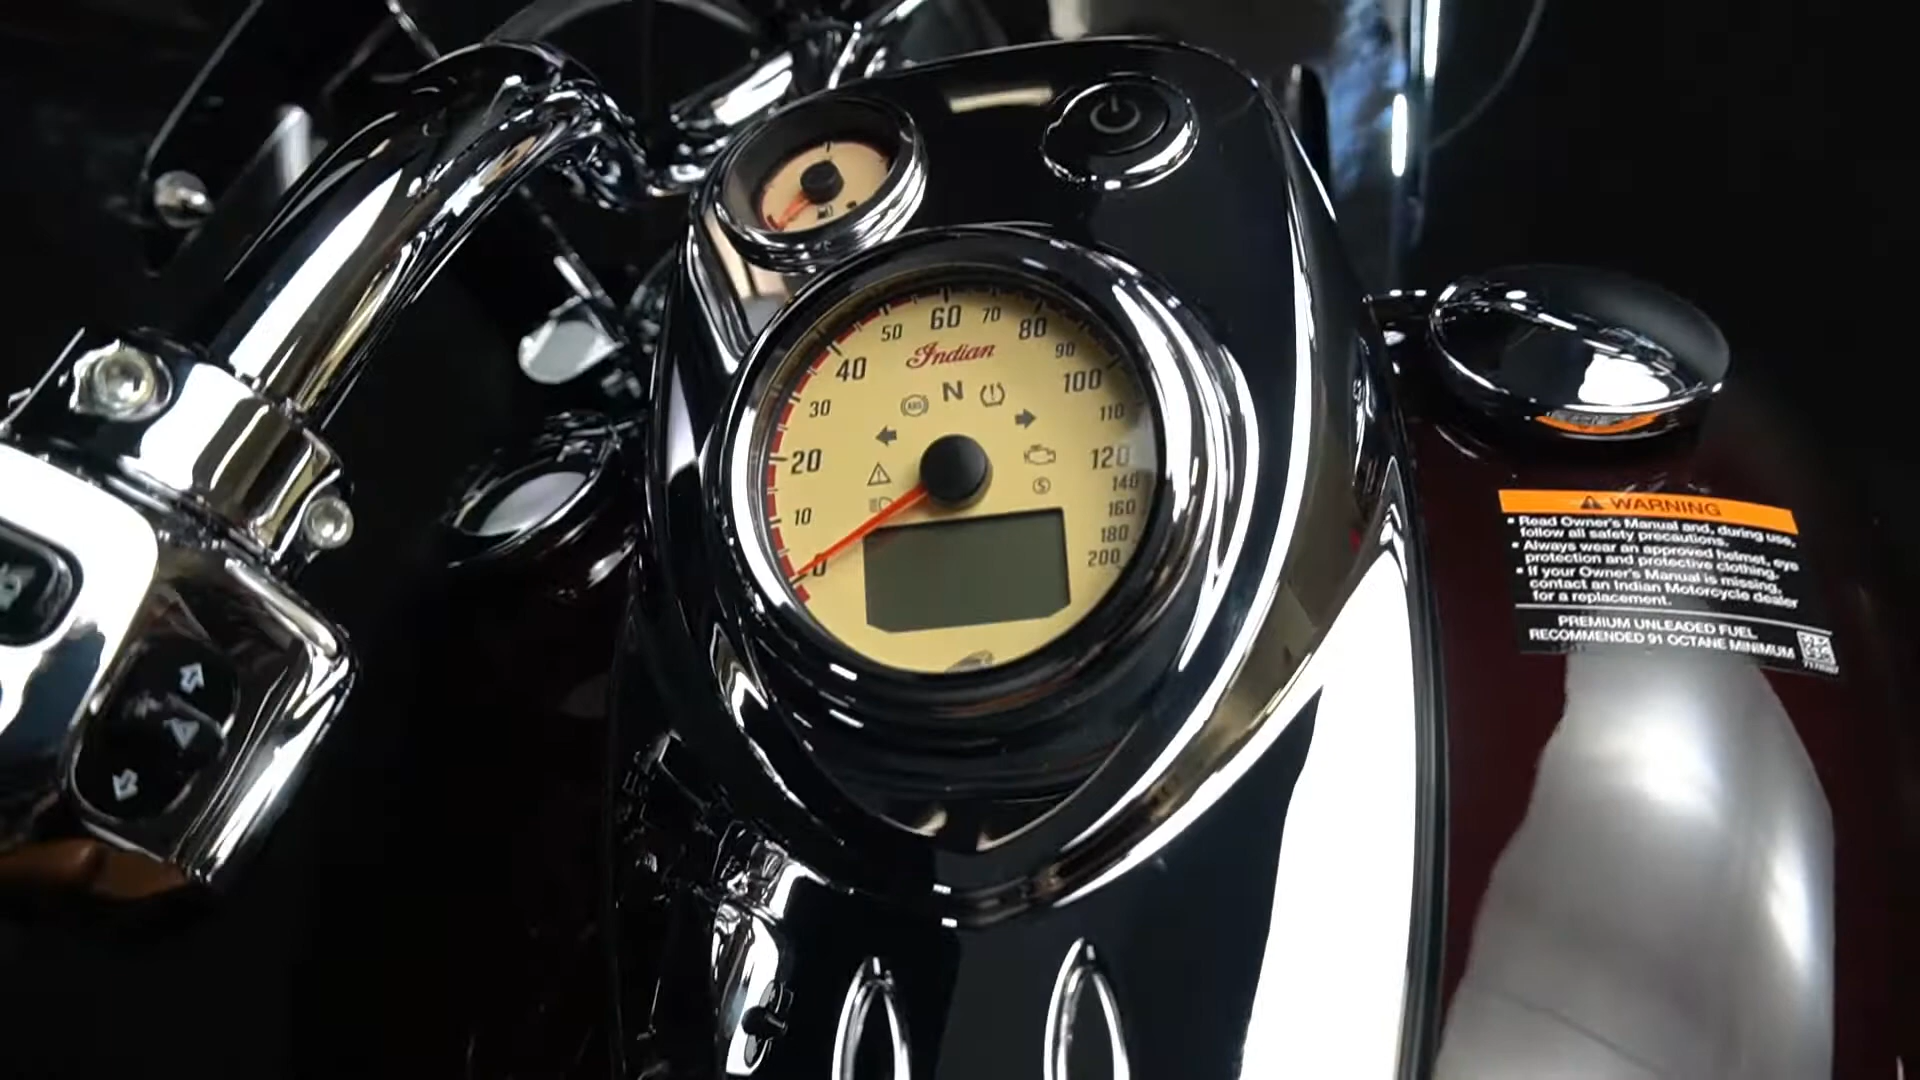 60
70
50
80
Indian
90
40
N
100
ABS
30
110
20
120
140
S
10
160
180
200
0
WARNING
• Read Owner's Manual and, during use,
follow all safety precautions.
• Always wear an approved helmet, eye
protection and protective clothing.
• If your Owner's Manual is missing,
contact an Indian Motorcycle dealer
for a replacement.
PREMIUM UNLEADED FUEL
RECOMMENDED 91 OCTANE MINIMUM